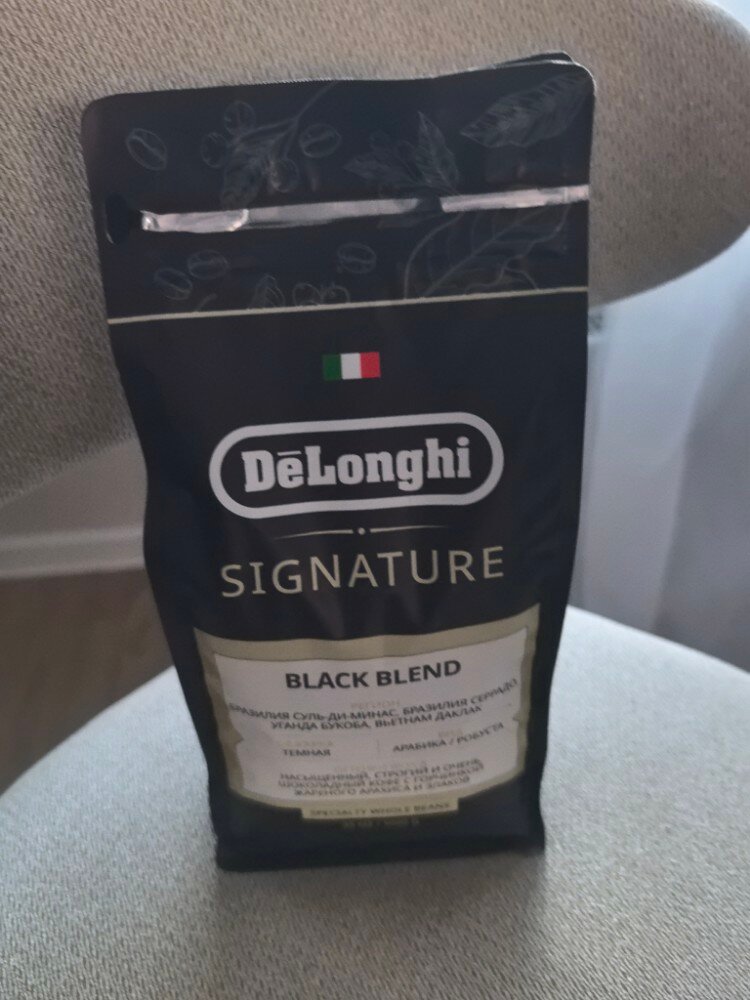 DēLonghi
SIGNATURE
BLACK BLEND
РЕГИОН
БРАЗИЛИЯ СУЛЬ-ДИ-МИНАС, БРАЗИЛИЯ СЕРРАДО,
УГАНДА БУКОБА, ВЬЕТНАМ ДАКЛАК
ТЕМНАЯ
АРАБИКА / РОБУСТА
НАСЫЩЕННЫЙ, СТРОГИЙ И ОЧЕНЬ
ШОКОЛАДНЫЙ КОФЕ С ГОРЧИНКОЙ
ЖАРЕНОГО АРАХИСА И ЗЛАКОВ
SPECIALTY WHOLE BEANS